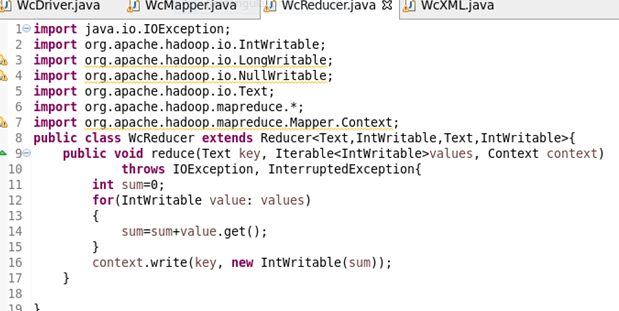 WcDriver.java WcMapper.java WcReducer.java WcXML.java
1 import java.io.IOException;
2 import org.apache.hadoop.io.IntWritable;
3 import org.apache.hadoop.io.LongWritable;
4 import org.apache.hadoop.io.NullWritable;
5 import org.apache.hadoop.io.Text;
6 import org.apache.hadoop.mapreduce.*;
7 import org.apache.hadoop.mapreduce.Mapper.Context;
8 public class WcReducer extends Reducer<Text,IntWritable,Text,IntWritable>{
9 public void reduce(Text key, Iterable<IntWritable>values, Context context)
10 throws IOException, InterruptedException{
11 int sum=0;
12 for(IntWritable value: values)
13 {
14 sum=sum+value.get();
15 }
16 context.write(key, new IntWritable(sum));
17 }
18
19 }